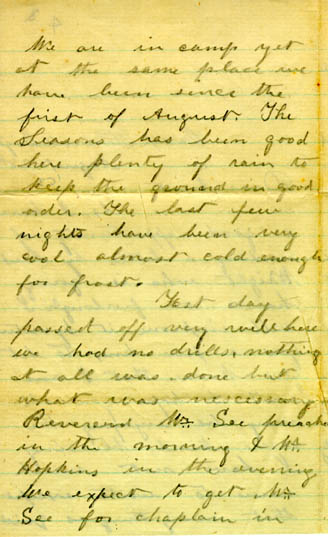 We are in camp yet
at the same place we
have been since the
first of August. The
Seasons has been good
here plenty of rain to
keep the ground in good
order. The last few
nights have been very
cool almost cold enough
for frost.
Fast day
passed off very well here
we had no drills, nothing
at all was done but
what was nescessary
Reverend Mr. See preached
in the morning & Mr.
Hopkins in the evening
We expect to get Mr
See for chaplain in